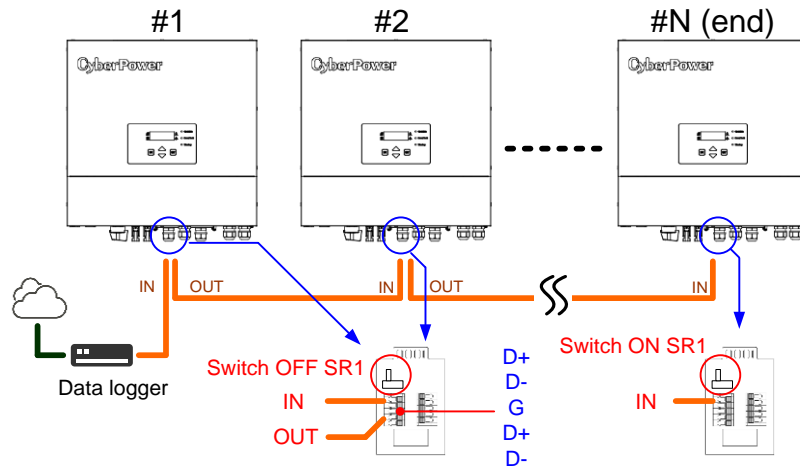 #1
#2
#N (end)
CyberPower
CyberPower
CyberPower
IN
OUT
IN
OUT
IN
Data logger
Switch OFF SR1
IN
OUT
D+
D-
G
D+
D-
Switch ON SR1
IN